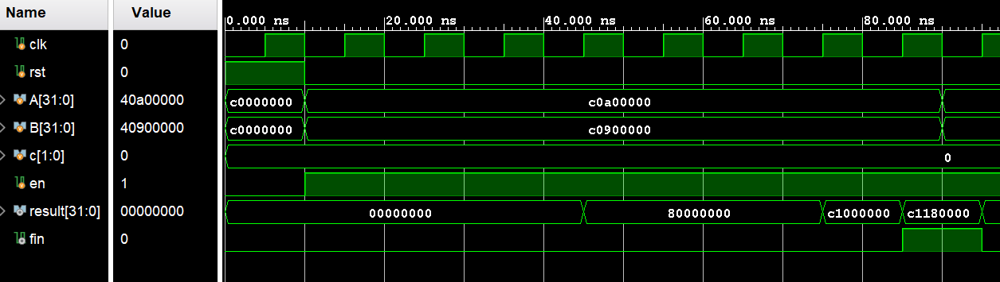 Name Value 0.000 ns 20.000 ns 40.000 ns 60.000 ns 80.000 ns
clk 0
rst 0
A[31:0] 40a00000 c0000000 c0a00000
B[31:0] 40900000 c0000000 c0900000
c[1:0] 0 0
en 1
result[31:0] 00000000 00000000 80000000 c1000000 c1180000
fin 0